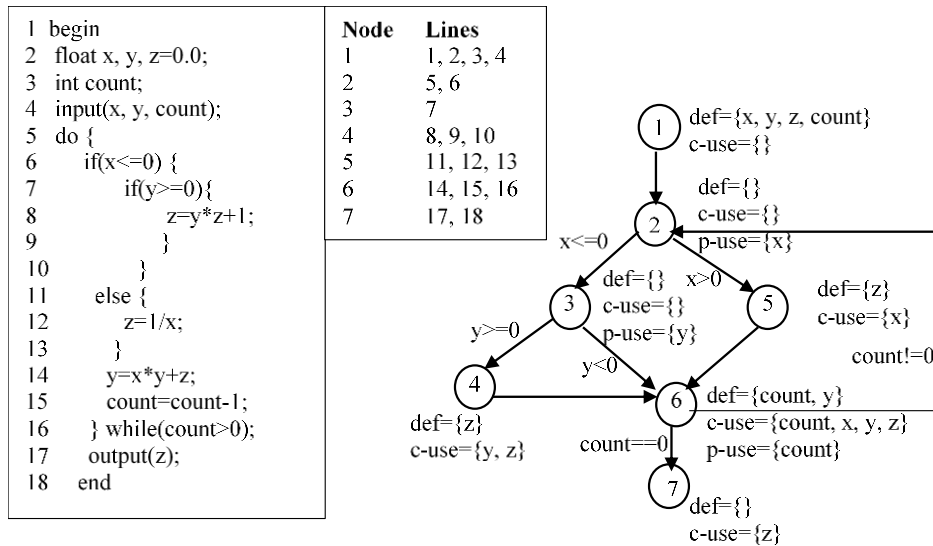 1 begin
2 float x, y, z=0.0;
3 int count;
4 input(x, y, count);
5 do {
6 if(x<=0) {
7 if(y>=0){
8 z=y*z+1;
9 }
10 }
11 else {
12 z=1/x;
13 }
14 y=x*y+z;
15 count=count-1;
16 } while(count>0);
17 output(z);
18 end
Node Lines
1 1, 2, 3, 4
2 5, 6
3 7
4 8, 9, 10
5 11, 12, 13
6 14, 15, 16
7 17, 18
1
def={x, y, z, count}
c-use={}
2
def={}
c-use={}
p-use={x}
x<=0
x>0
3
def={}
c-use={}
p-use={y}
5
def={z}
c-use={x}
y>=0
y<0
count!=0
4
def={z}
c-use={y, z}
6
def={count, y}
c-use={count, x, y, z}
p-use={count}
count==0
7
def={}
c-use={z}